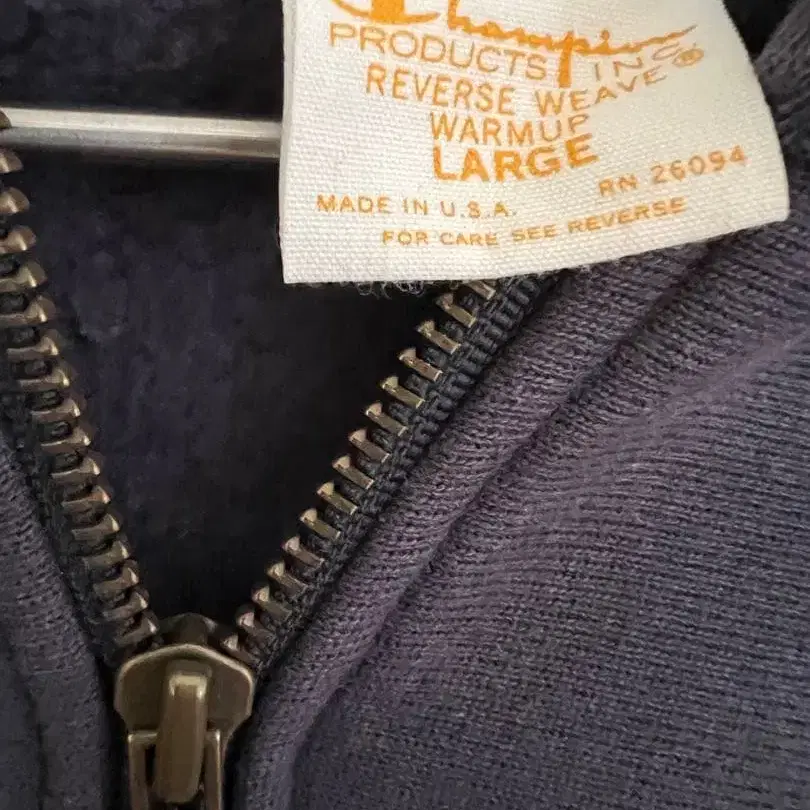 Champion
PRODUCTS INC
REVERSE WEAVE®
WARMUP
LARGE
RN 26094
MADE IN U.S.A.
FOR CARE SEE REVERSE